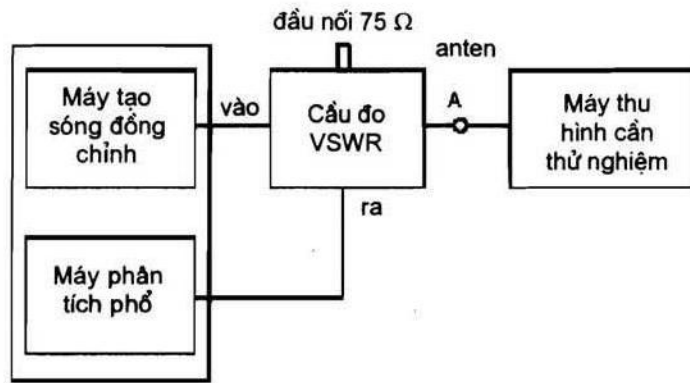 đầu nối 75 Ω
anten
Máy tạo
sóng đồng
chỉnh
vào
Cầu đo
VSWR
A
Máy thu
hình cần
thử nghiệm
ra
Máy phân
tích phổ